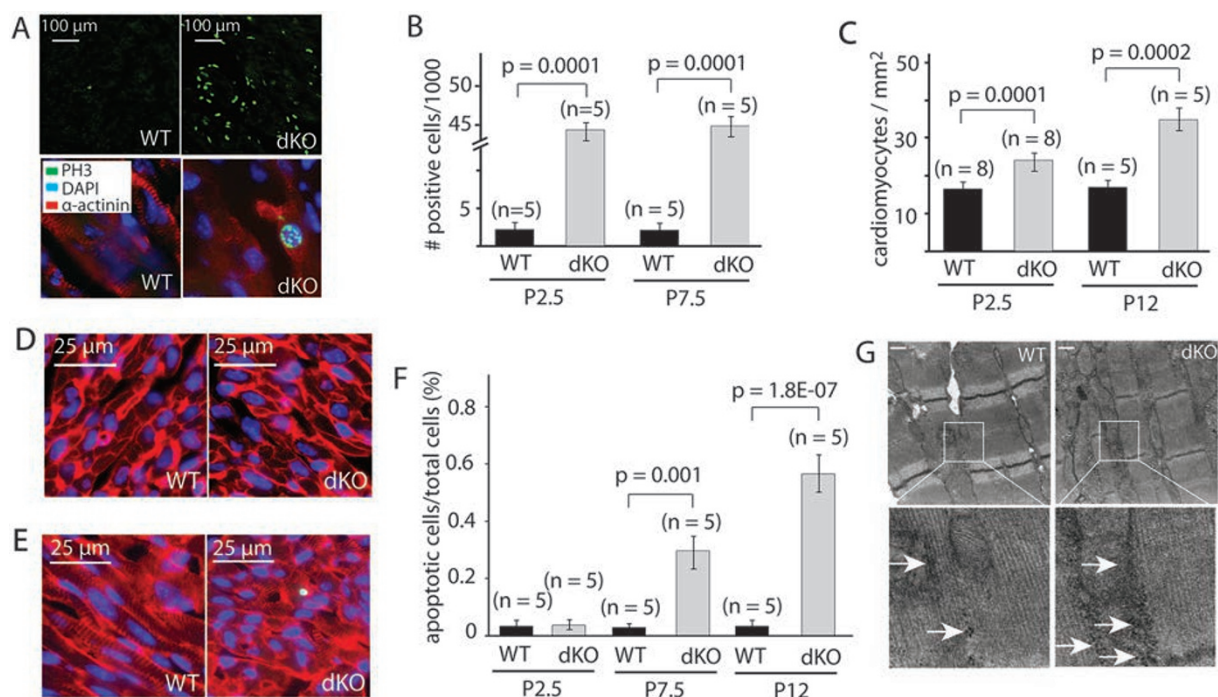 A
100 µm
100 µm
WT
dKO
PH3
DAPI
α-actinin
WT
dKO
B
# positive cells/1000
50
45
5
p = 0.0001
p = 0.0001
(n=5)
(n=5)
(n = 5)
(n = 5)
WT
dKO
WT
dKO
P2.5
P7.5
C
cardiomyocytes / mm2
50
30
10
p = 0.0001
p = 0.0002
(n = 8)
(n = 8)
(n = 5)
(n = 5)
WT
dKO
WT
dKO
P2.5
P12
D
25 µm
25 µm
WT
dKO
E
25 µm
25 µm
WT
dKO
F
apoptotic cells/total cells (%)
0.8
0.6
0.4
0.2
0
p = 0.001
p = 1.8E-07
(n = 5)
(n = 5)
(n = 5)
(n = 5)
(n = 5)
(n = 5)
WT
dKO
WT
dKO
WT
dKO
P2.5
P7.5
P12
G
WT
dKO